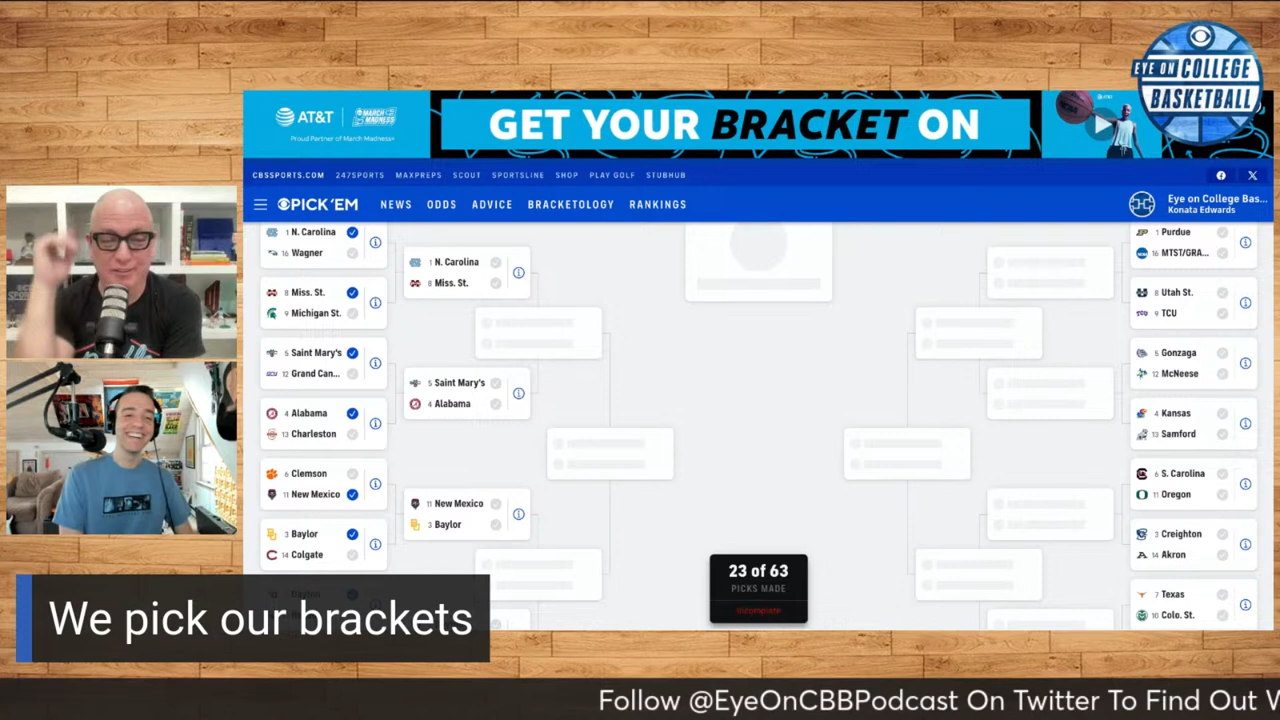 EYE ON COLLEGE
BASKETBALL
AT&T
MARCH MADNESS
Proud Partner of March Madness
GET YOUR BRACKET ON
CBSSPORTS.COM 247SPORTS MAXPREPS SCOUT SPORTSLINE SHOP PLAY GOLF STUBHUB
PICK'EM NEWS ODDS ADVICE BRACKETOLOGY RANKINGS
Eye on College Bas...
Konata Edwards
1 N. Carolina
16 Wagner
8 Miss. St.
9 Michigan St.
5 Saint Mary's
12 Grand Can...
4 Alabama
13 Charleston
6 Clemson
11 New Mexico
3 Baylor
14 Colgate
1 N. Carolina
8 Miss. St.
5 Saint Mary's
4 Alabama
11 New Mexico
3 Baylor
23 of 63
PICKS MADE
Incomplete
1 Purdue
16 MTST/GRA...
8 Utah St.
9 TCU
5 Gonzaga
12 McNeese
4 Kansas
13 Samford
6 S. Carolina
11 Oregon
3 Creighton
14 Akron
7 Texas
10 Colo. St.
We pick our brackets
Follow @EyeOnCBBPodcast On Twitter To Find Out